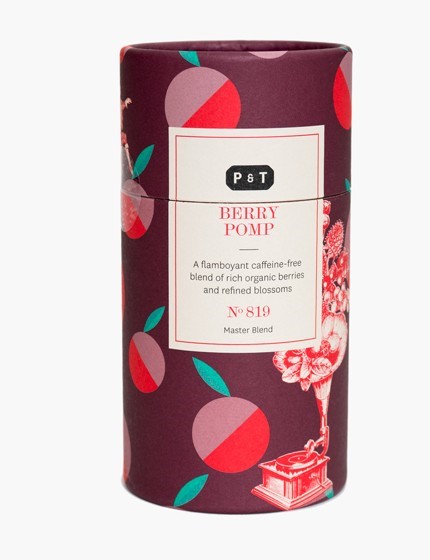 P & T
BERRY
POMP
A flamboyant caffeine-free
blend of rich organic berries
and refined blossoms
Nº 819
Master Blend